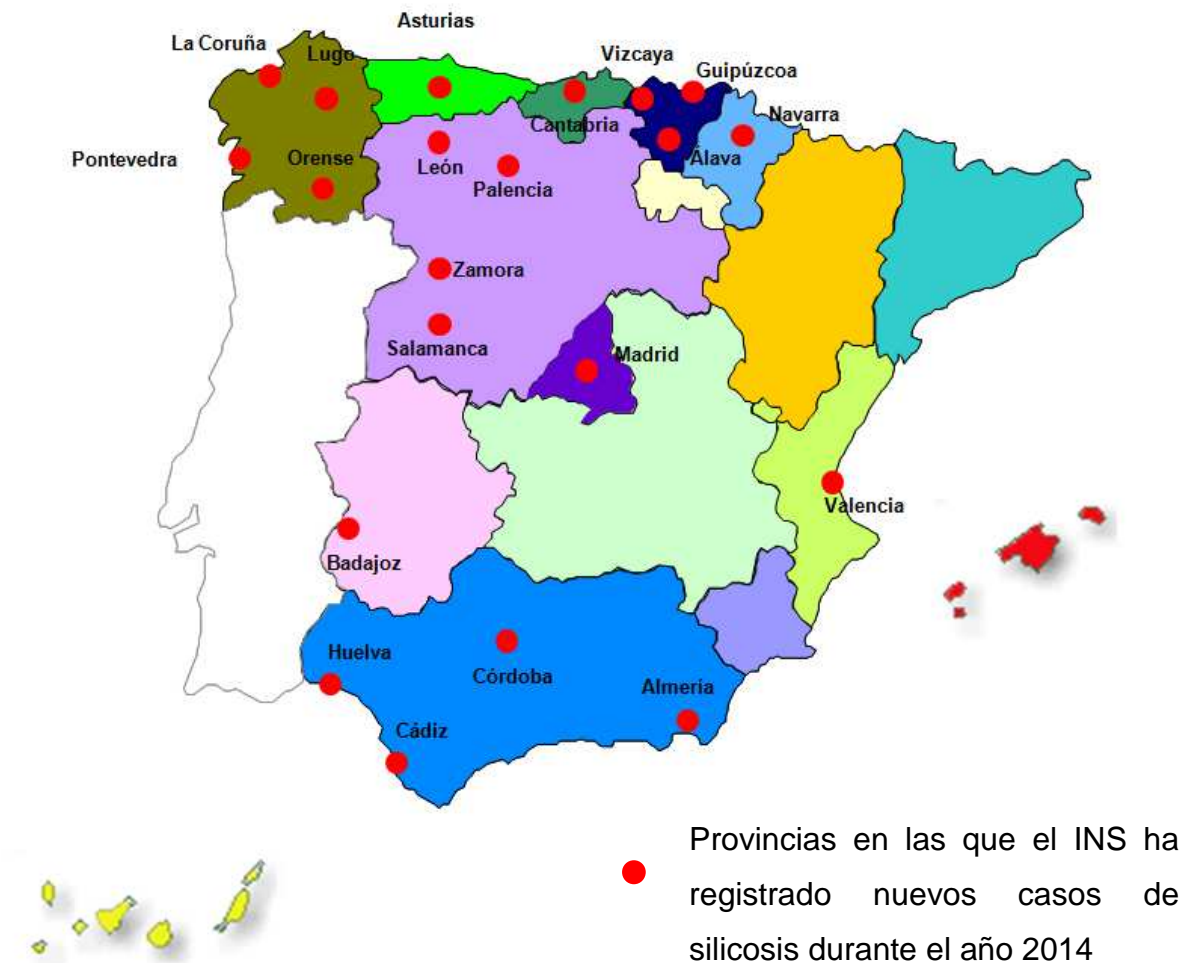 Asturias
La Coruña
Lugo
Vizcaya
Guipúzcoa
Navarra
Cantabria
Pontevedra
Orense
León
Álava
Palencia
Zamora
Salamanca
Madrid
Valencia
Badajoz
Huelva
Córdoba
Almeria
Cádiz
Provincias en las que el INS ha
registrado nuevos casos de
silicosis durante el año 2014